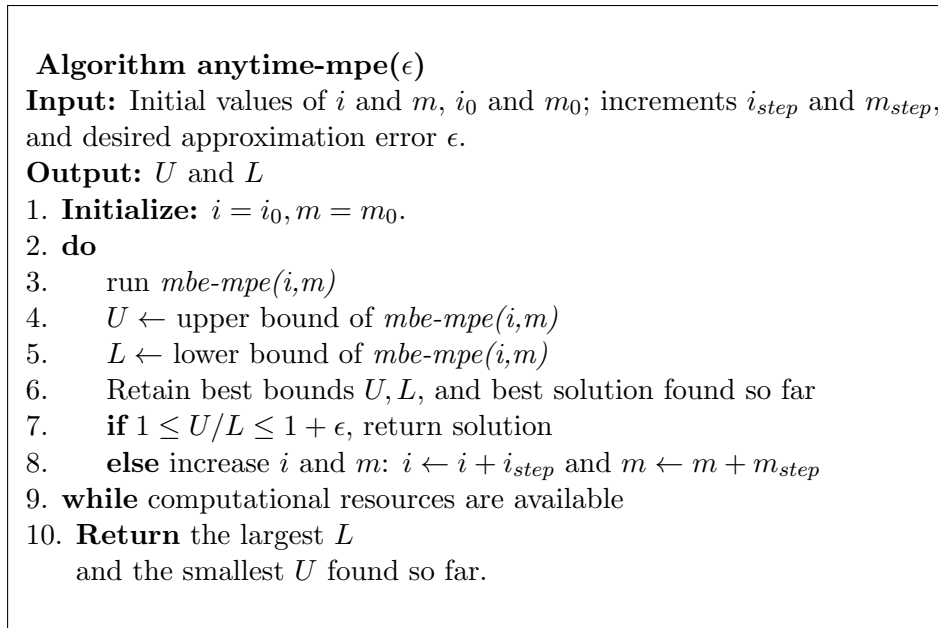 Algorithm anytime-mpe(ϵ)
Input: Initial values of i and m, i₀ and m₀; increments i_step and m_step,
and desired approximation error ϵ.
Output: U and L
1. Initialize: i = i₀, m = m₀.
2. do
3. run mbe-mpe(i,m)
4. U ← upper bound of mbe-mpe(i,m)
5. L ← lower bound of mbe-mpe(i,m)
6. Retain best bounds U, L, and best solution found so far
7. if 1 ≤ U/L ≤ 1 + ϵ, return solution
8. else increase i and m: i ← i + i_step and m ← m + m_step
9. while computational resources are available
10. Return the largest L
and the smallest U found so far.